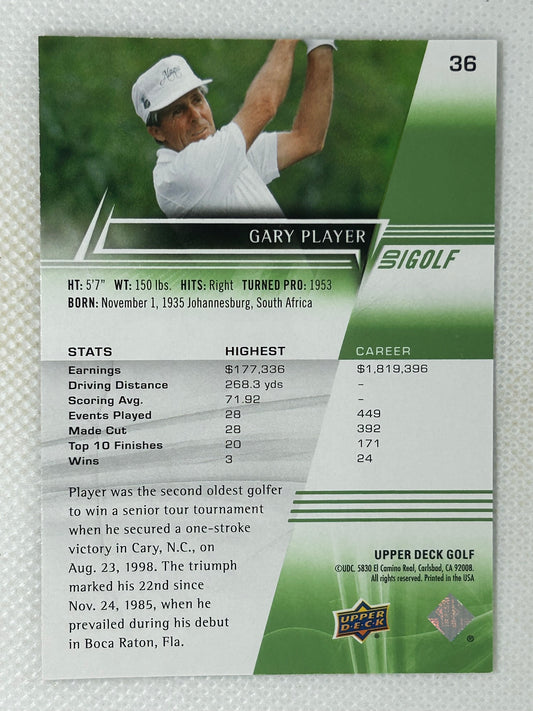 36
GARY PLAYER
UD GOLF
HT: 5'7" WT: 150 lbs. HITS: Right TURNED PRO: 1953
BORN: November 1, 1935 Johannesburg, South Africa
STATS HIGHEST CAREER
Earnings $177,336 $1,819,396
Driving Distance 268.3 yds –
Scoring Avg. 71.92 –
Events Played 28 449
Made Cut 28 392
Top 10 Finishes 20 171
Wins 3 24
Player was the second oldest golfer
to win a senior tour tournament
when he secured a one-stroke
victory in Cary, N.C., on
Aug. 23, 1998. The triumph
marked his 22nd since
Nov. 24, 1985, when he
prevailed during his debut
in Boca Raton, Fla.
UPPER DECK GOLF
©UDC. 5830 El Camino Real, Carlsbad, CA 92008.
All rights reserved. Printed in the USA
UPPER
DECK
®
®